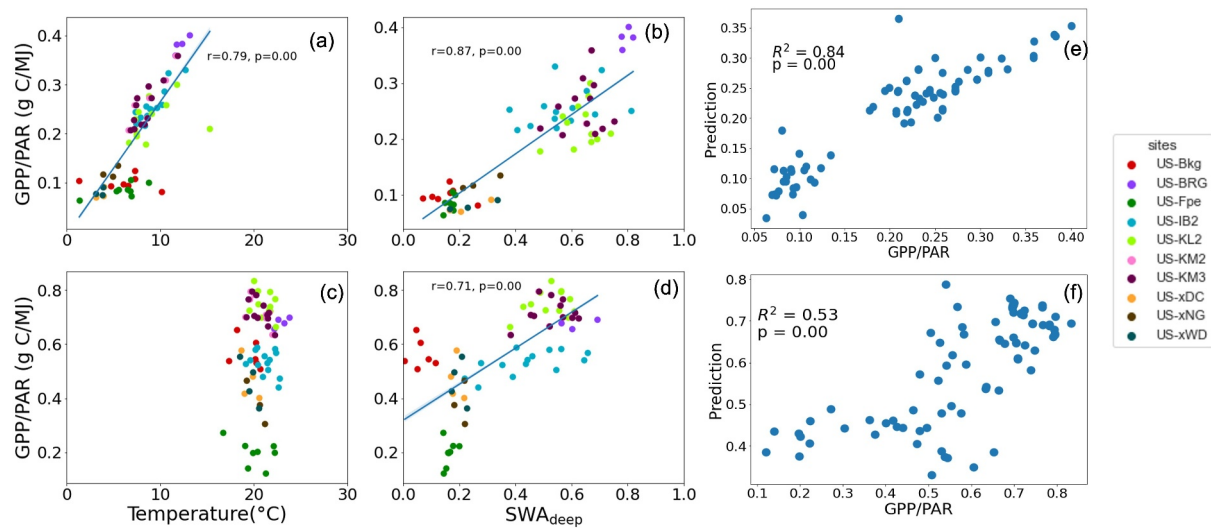 (a)
r=0.79, p=0.00
GPP/PAR (g C/MJ)
0.4
0.3
0.2
0.1
0
10
20
30
(b)
r=0.87, p=0.00
0.4
0.3
0.2
0.1
0.0
0.2
0.4
0.6
0.8
1.0
(e)
R² = 0.84
p = 0.00
Prediction
0.35
0.30
0.25
0.20
0.15
0.10
0.05
0.05
0.10
0.15
0.20
0.25
0.30
0.35
0.40
GPP/PAR
(c)
GPP/PAR (g C/MJ)
0.8
0.6
0.4
0.2
0
10
20
30
Temperature(°C)
(d)
r=0.71, p=0.00
0.8
0.6
0.4
0.2
0.0
0.2
0.4
0.6
0.8
1.0
SWAdeep
(f)
R² = 0.53
p = 0.00
Prediction
0.8
0.7
0.6
0.5
0.4
0.1
0.2
0.3
0.4
0.5
0.6
0.7
0.8
GPP/PAR
sites
US-Bkg
US-BRG
US-Fpe
US-IB2
US-KL2
US-KM2
US-KM3
US-xDC
US-xNG
US-xWD